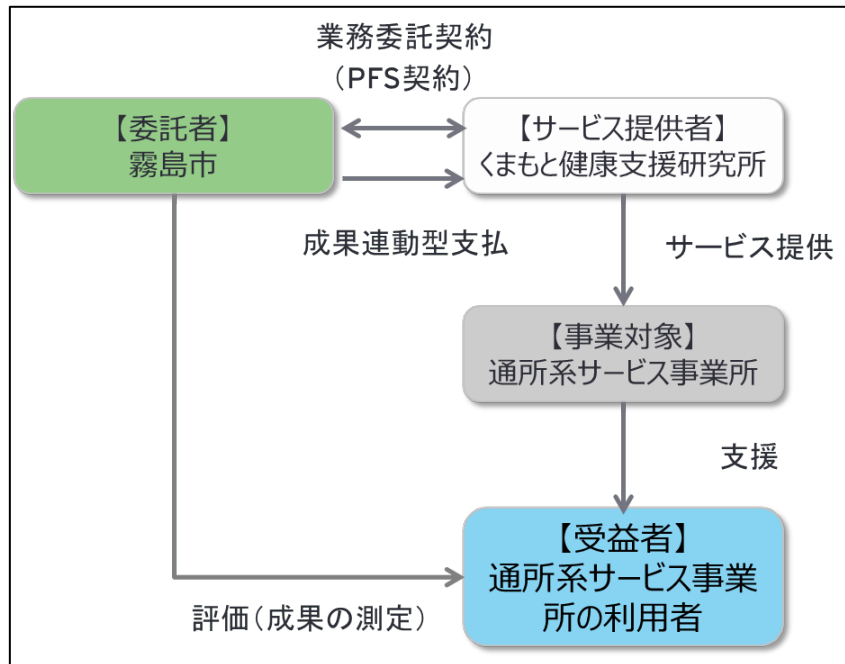 業務委託契約
（PFS契約）
【委託者】
霧島市
【サービス提供者】
くまもと健康支援研究所
成果連動型支払
サービス提供
【事業対象】
通所系サービス事業所
支援
【受益者】
通所系サービス事業
所の利用者
評価（成果の測定）